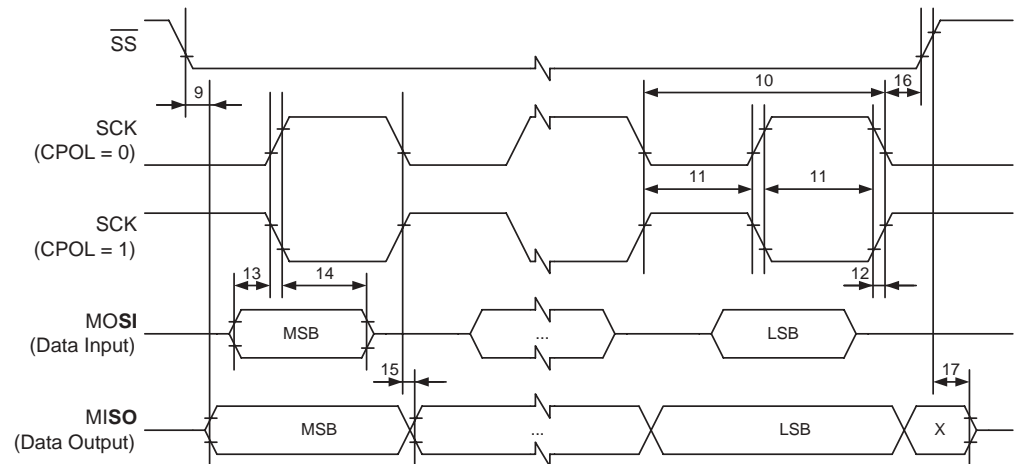 SS
9
10
16
SCK
(CPOL = 0)
11
11
SCK
(CPOL = 1)
13
14
12
MOSI
(Data Input)
MSB
...
LSB
15
17
MISO
(Data Output)
MSB
...
LSB
X